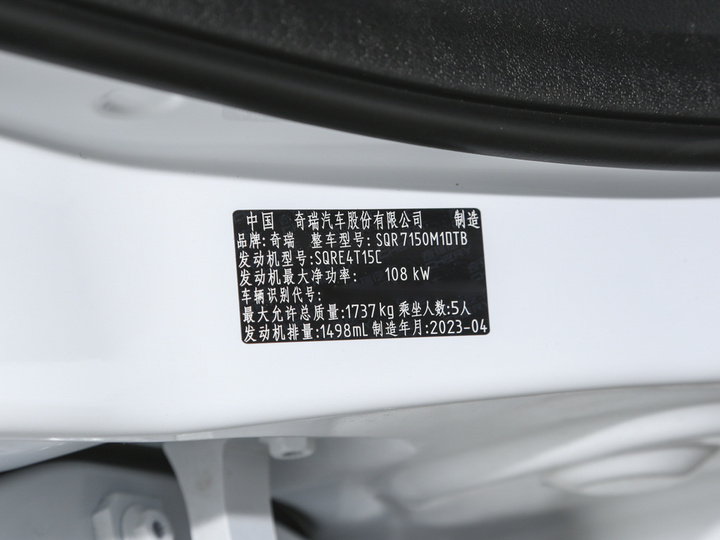 中国 奇瑞汽车股份有限公司 制造
品牌:奇瑞 整车型号:SQR7150M1DTB
发动机型号:SQRE4T15C
发动机最大净功率: 108 kW
车辆识别代号:
最大允许总质量:1737kg 乘坐人数:5人
发动机排量:1498mL 制造年月:2023-04